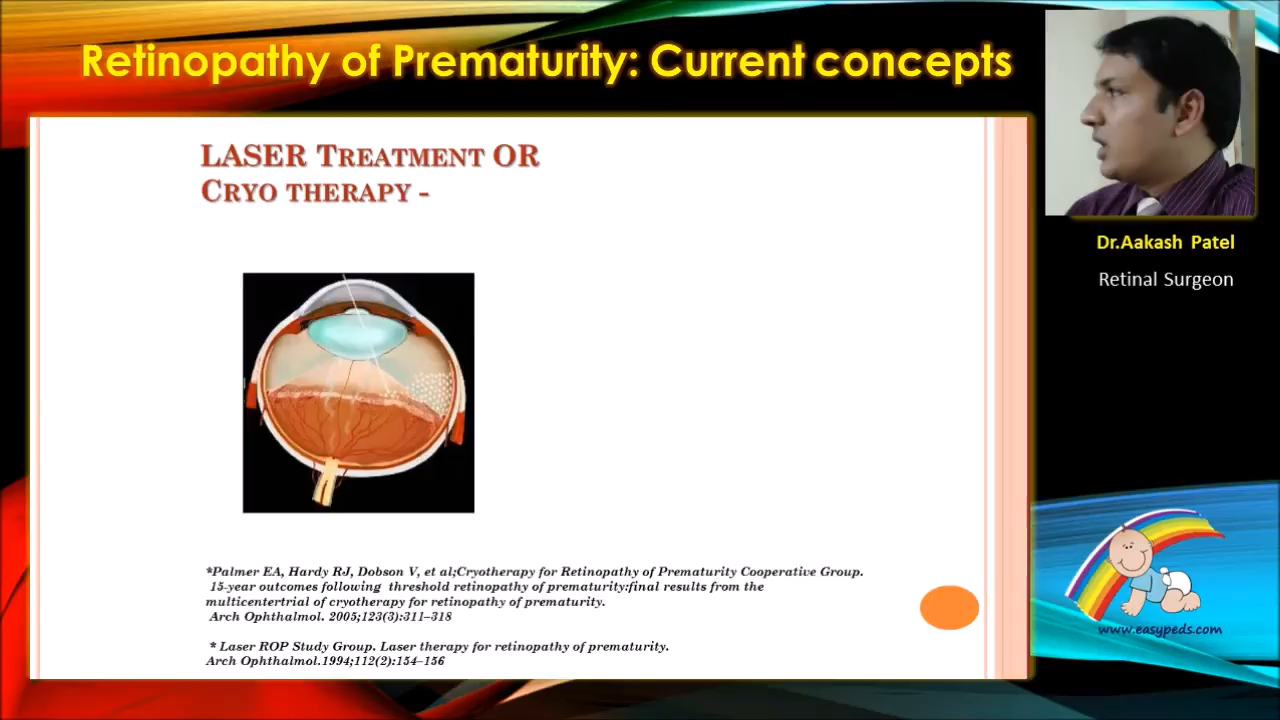 Retinopathy of Prematurity: Current concepts
LASER TREATMENT OR
CRYO THERAPY -
*Palmer EA, Hardy RJ, Dobson V, et al;Cryotherapy for Retinopathy of Prematurity Cooperative Group.
15-year outcomes following threshold retinopathy of prematurity:final results from the
multicentertrial of cryotherapy for retinopathy of prematurity.
Arch Ophthalmol. 2005;123(3):311–318
* Laser ROP Study Group. Laser therapy for retinopathy of prematurity.
Arch Ophthalmol.1994;112(2):154–156
Dr.Aakash Patel
Retinal Surgeon
www.easypeds.com